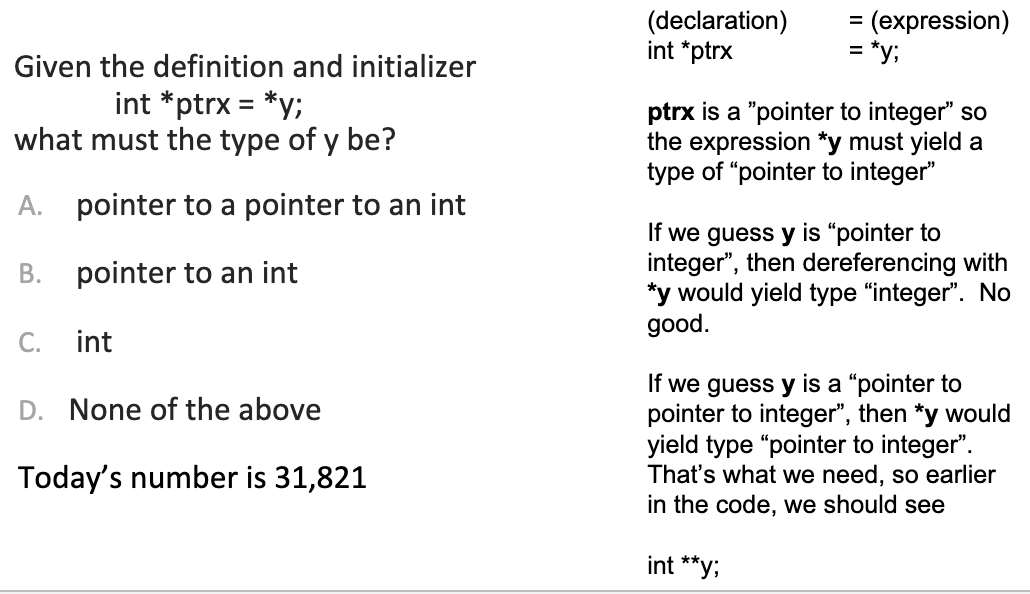 Given the definition and initializer
int *ptrx = *y;
what must the type of y be?
A. pointer to a pointer to an int
B. pointer to an int
C. int
D. None of the above
Today’s number is 31,821
(declaration) = (expression)
int *ptrx = *y;
ptrx is a ”pointer to integer” so
the expression *y must yield a
type of “pointer to integer”
If we guess y is “pointer to
integer”, then dereferencing with
*y would yield type “integer”. No
good.
If we guess y is a “pointer to
pointer to integer”, then *y would
yield type “pointer to integer”.
That’s what we need, so earlier
in the code, we should see
int **y;